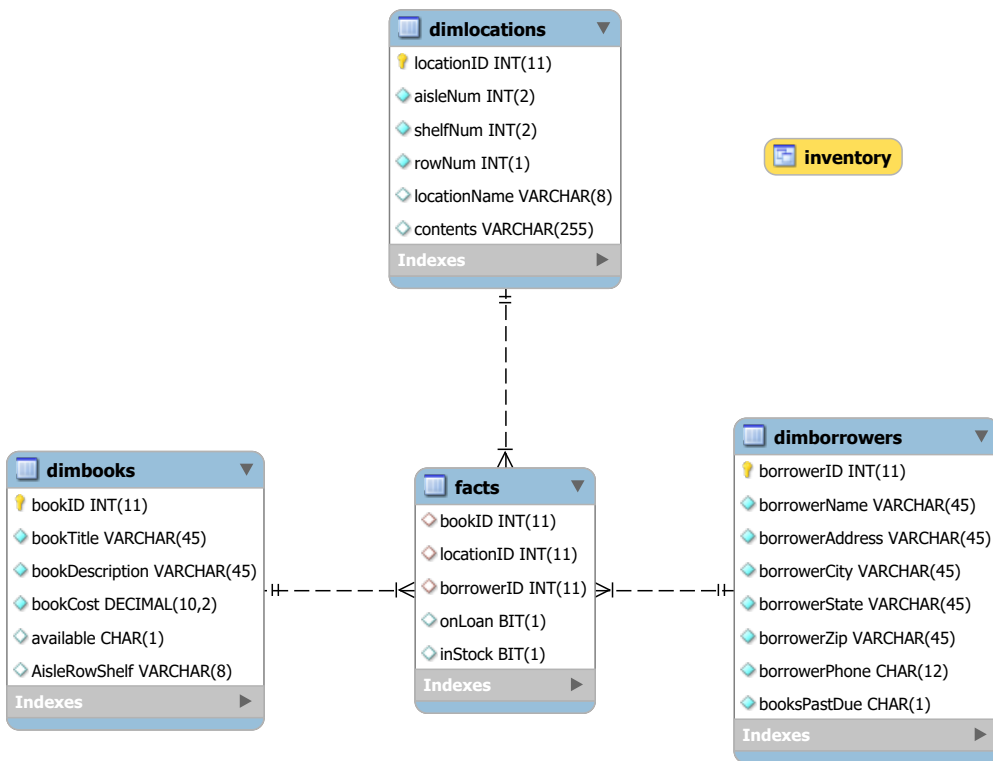 dimlocations
locationID INT(11)
aisleNum INT(2)
shelfNum INT(2)
rowNum INT(1)
locationName VARCHAR(8)
contents VARCHAR(255)
Indexes
inventory
dimbooks
bookID INT(11)
bookTitle VARCHAR(45)
bookDescription VARCHAR(45)
bookCost DECIMAL(10,2)
available CHAR(1)
AisleRowShelf VARCHAR(8)
Indexes
facts
bookID INT(11)
locationID INT(11)
borrowerID INT(11)
onLoan BIT(1)
inStock BIT(1)
Indexes
dimborrowers
borrowerID INT(11)
borrowerName VARCHAR(45)
borrowerAddress VARCHAR(45)
borrowerCity VARCHAR(45)
borrowerState VARCHAR(45)
borrowerZip VARCHAR(45)
borrowerPhone CHAR(12)
booksPastDue CHAR(1)
Indexes